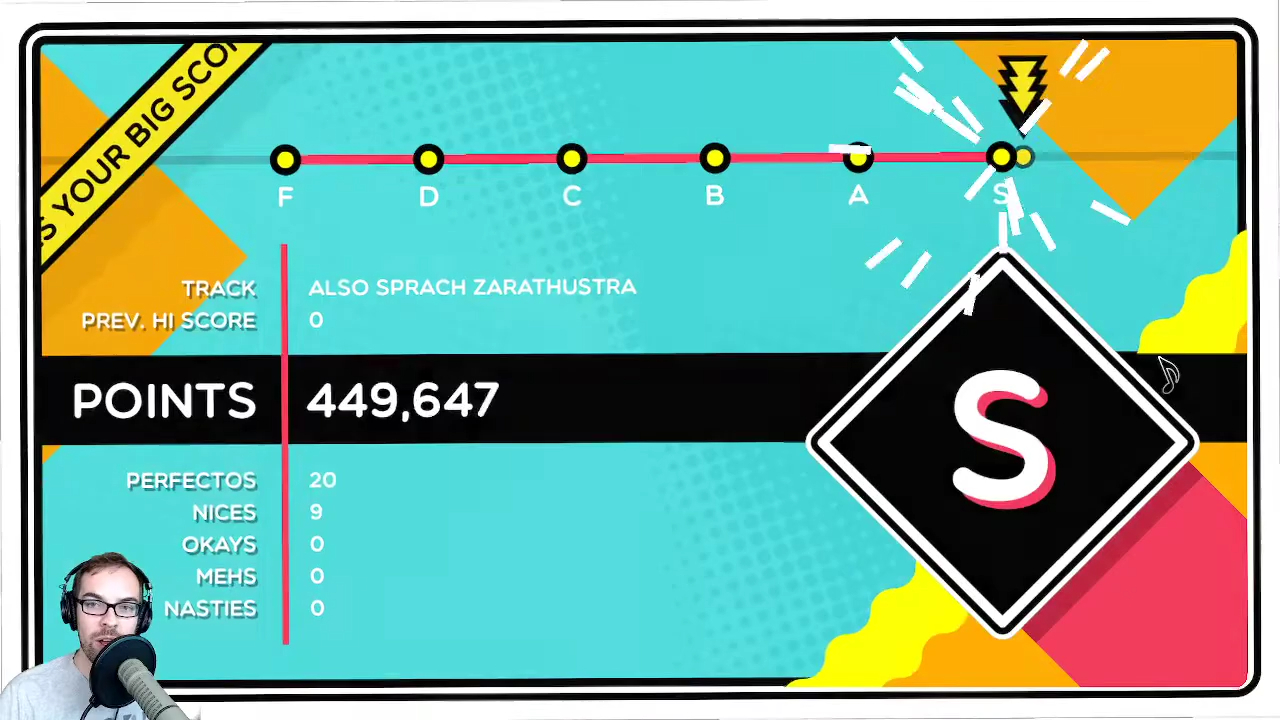 S YOUR BIG SCOR
F D C B A S
TRACK ALSO SPRACH ZARATHUSTRA
PREV. HI SCORE 0
POINTS 449,647
S
PERFECTOS 20
NICES 9
OKAYS 0
MEHS 0
NASTIES 0